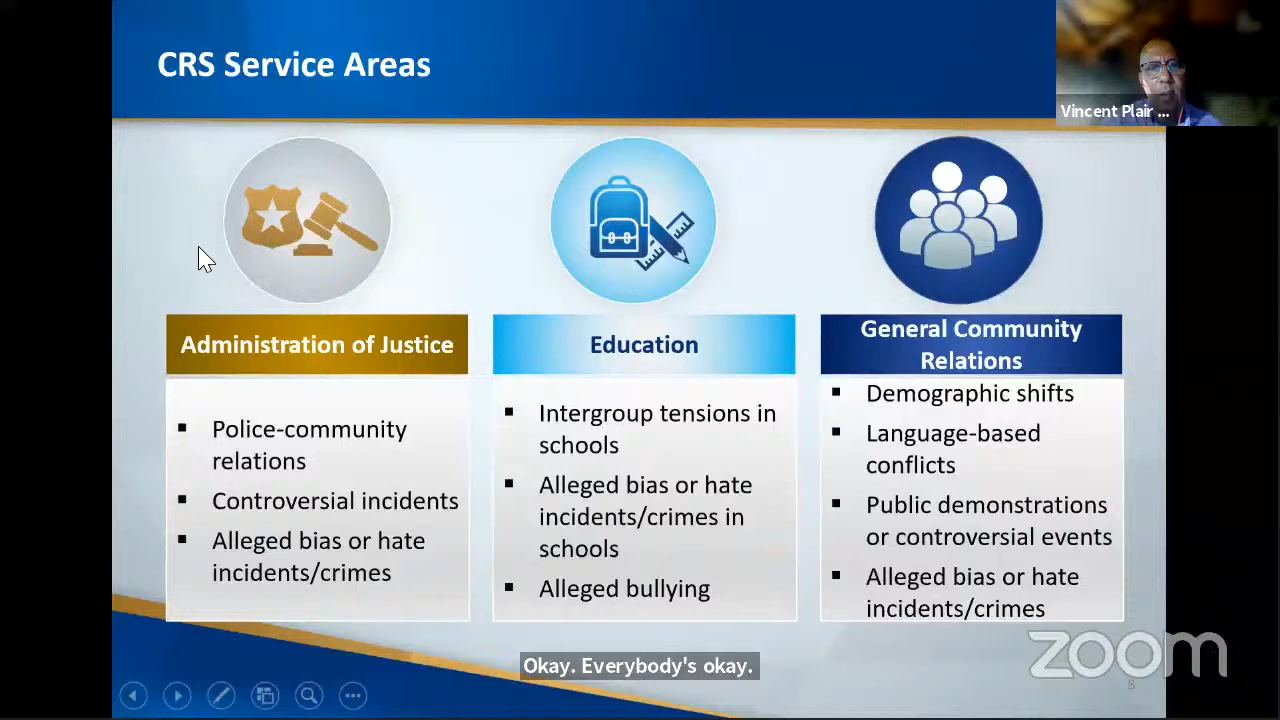 CRS Service Areas
Vincent Plair ...
Administration of Justice
▪ Police-community
relations
▪ Controversial incidents
▪ Alleged bias or hate
incidents/crimes
Education
▪ Intergroup tensions in
schools
▪ Alleged bias or hate
incidents/crimes in
schools
▪ Alleged bullying
General Community
Relations
▪ Demographic shifts
▪ Language-based
conflicts
▪ Public demonstrations
or controversial events
▪ Alleged bias or hate
incidents/crimes
Okay. Everybody's okay.
zoom
8